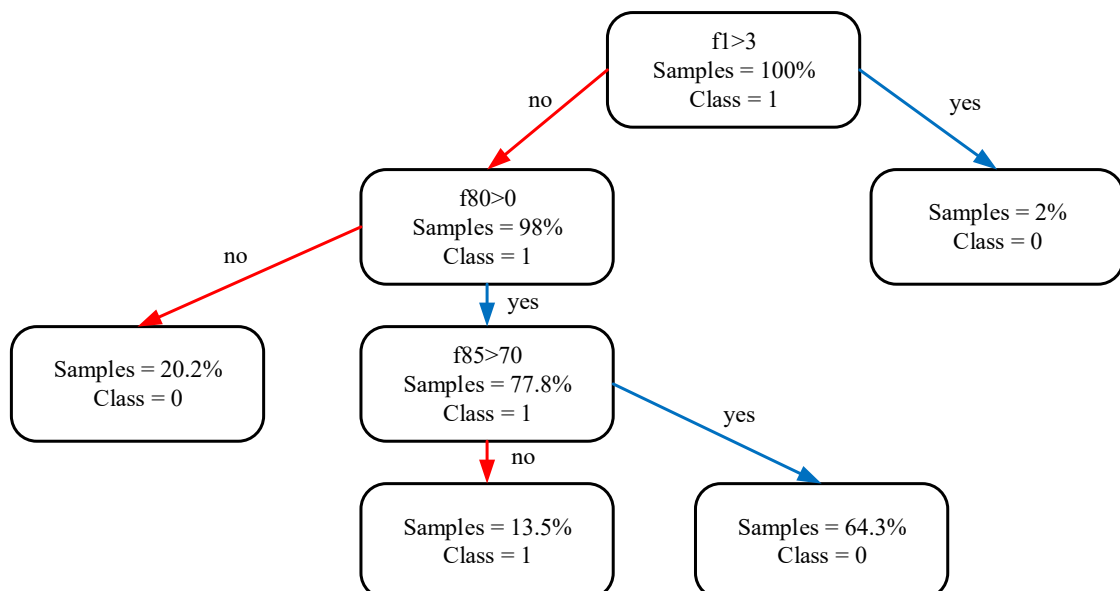 f1>3
Samples = 100%
Class = 1
no
yes
f80>0
Samples = 98%
Class = 1
Samples = 2%
Class = 0
no
yes
Samples = 20.2%
Class = 0
f85>70
Samples = 77.8%
Class = 1
yes
no
Samples = 13.5%
Class = 1
Samples = 64.3%
Class = 0